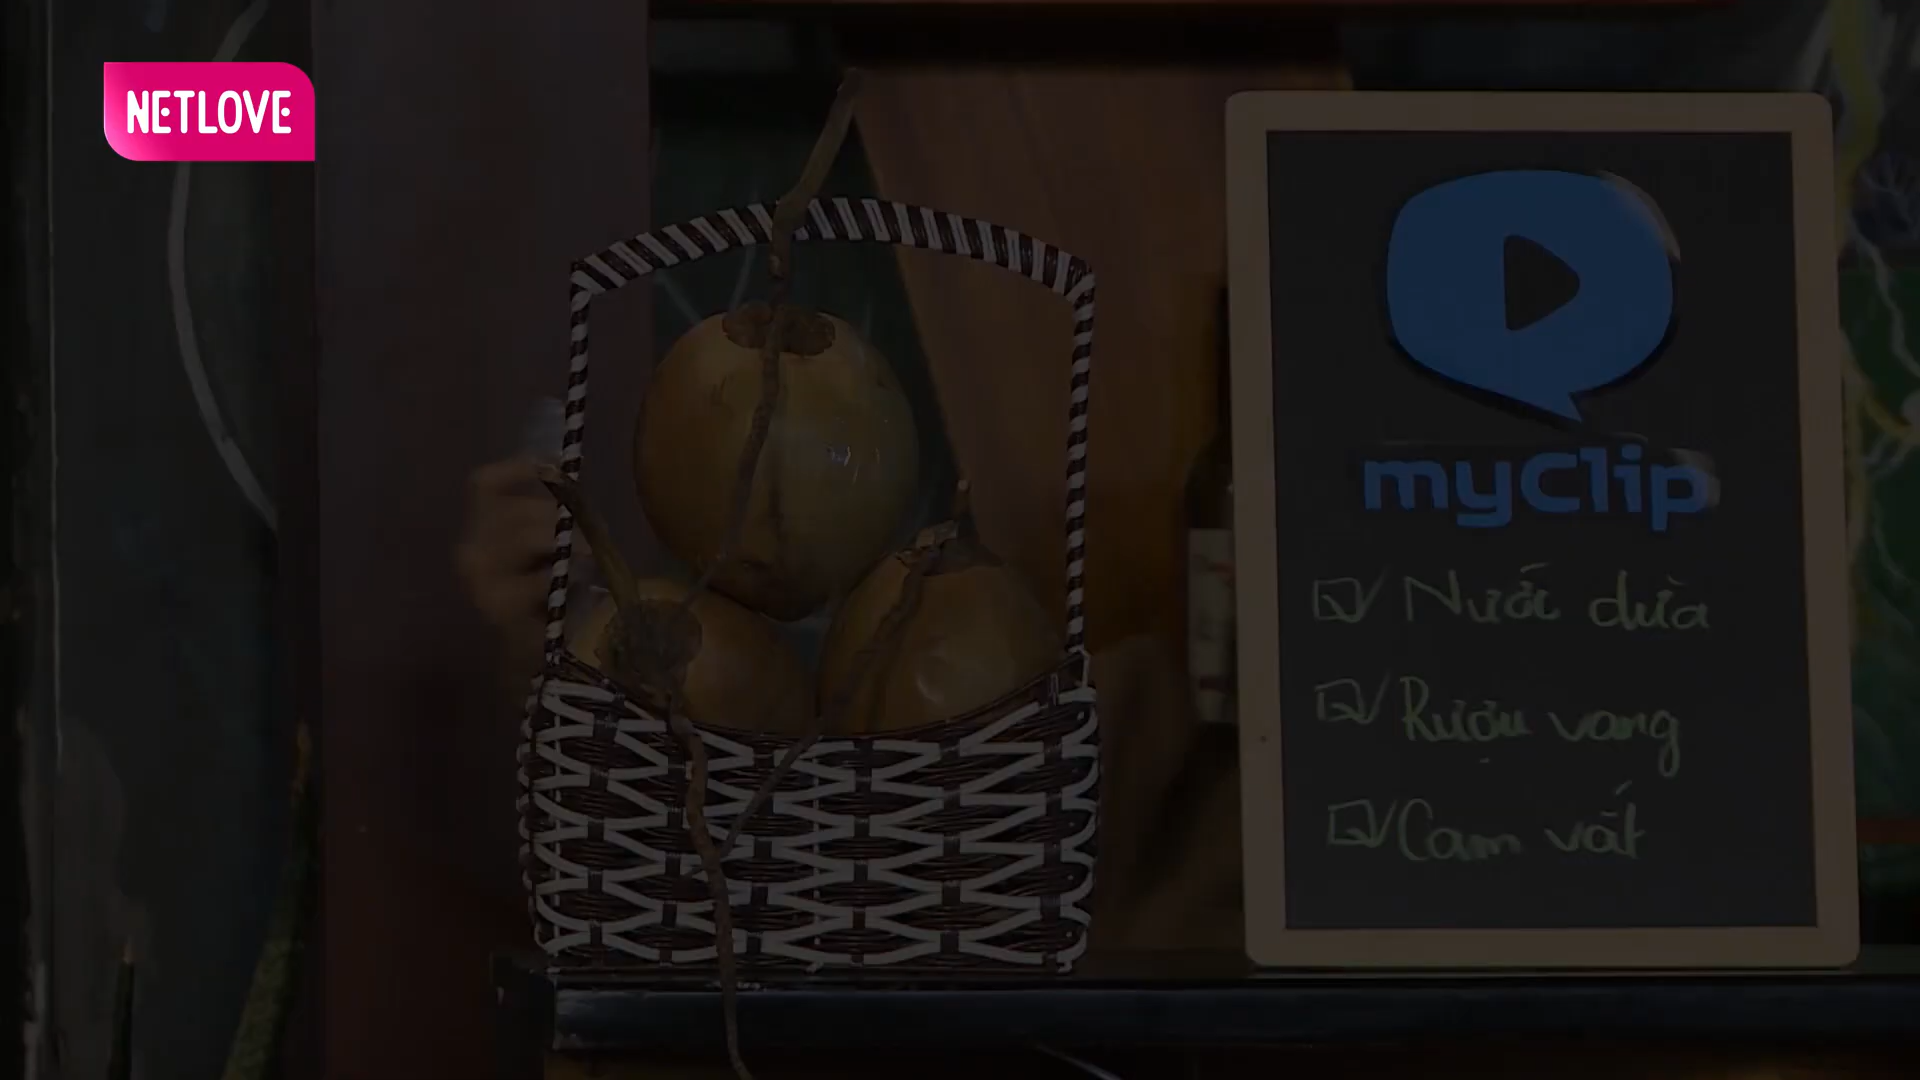 NETLOVE
myClip
Nước dừa
Rượu vang
Cam vắt